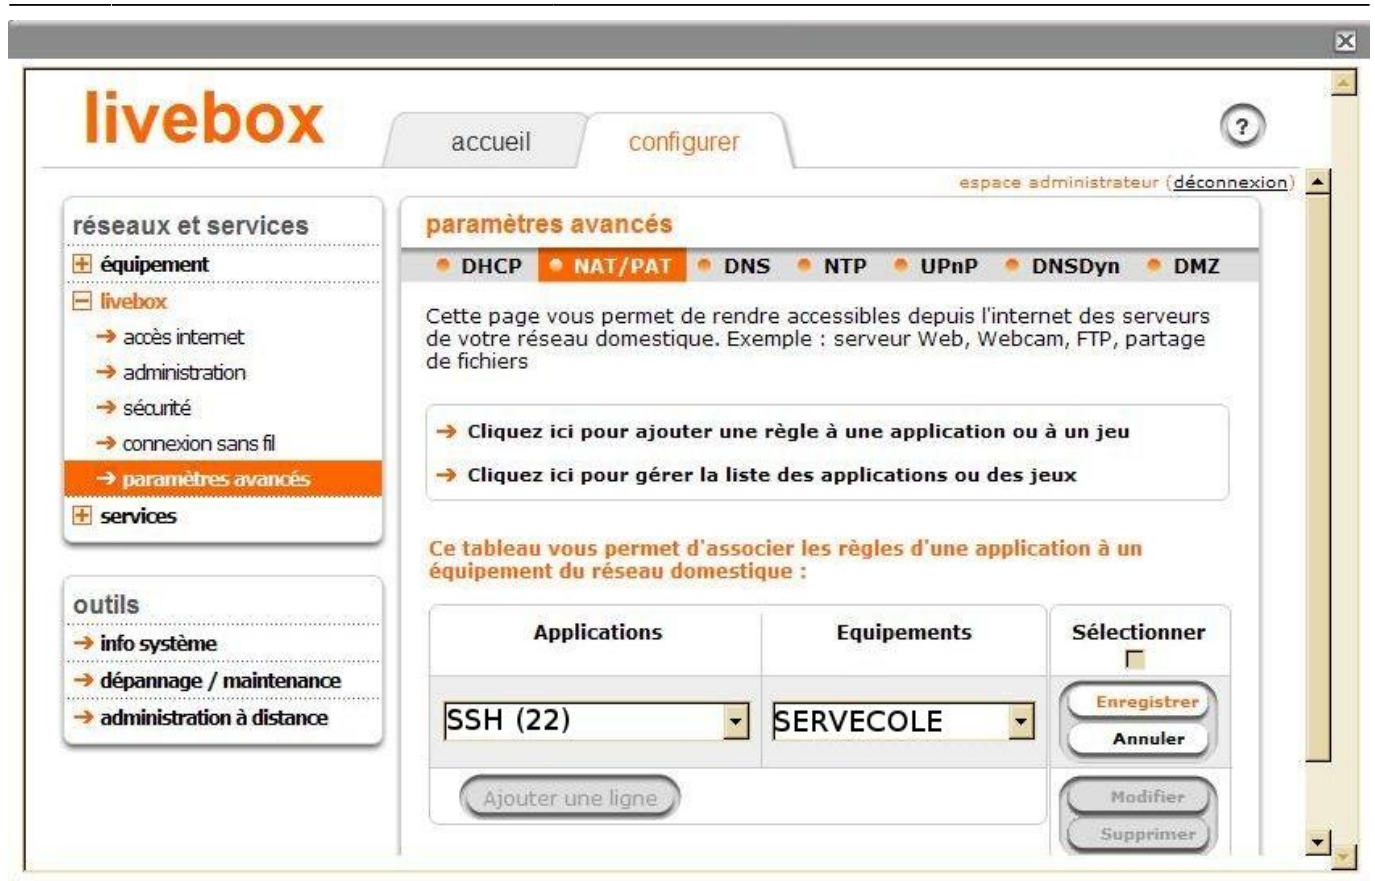 livebox
accueil
configurer
?
espace administrateur (déconnexion)
réseaux et services
équipement
livebox
accès internet
administration
sécurité
connexion sans fil
paramètres avancés
services
outils
info système
dépannage / maintenance
administration à distance
paramètres avancés
DHCP NAT/PAT DNS NTP UPnP DNSDyn DMZ
Cette page vous permet de rendre accessibles depuis l'internet des serveurs
de votre réseau domestique. Exemple : serveur Web, Webcam, FTP, partage
de fichiers
Cliquez ici pour ajouter une règle à une application ou à un jeu
Cliquez ici pour gérer la liste des applications ou des jeux
Ce tableau vous permet d'associer les règles d'une application à un
équipement du réseau domestique :
Applications Equipements Sélectionner
SSH (22) SERVECOLE
Enregistrer
Annuler
Ajouter une ligne
Modifier
Supprimer